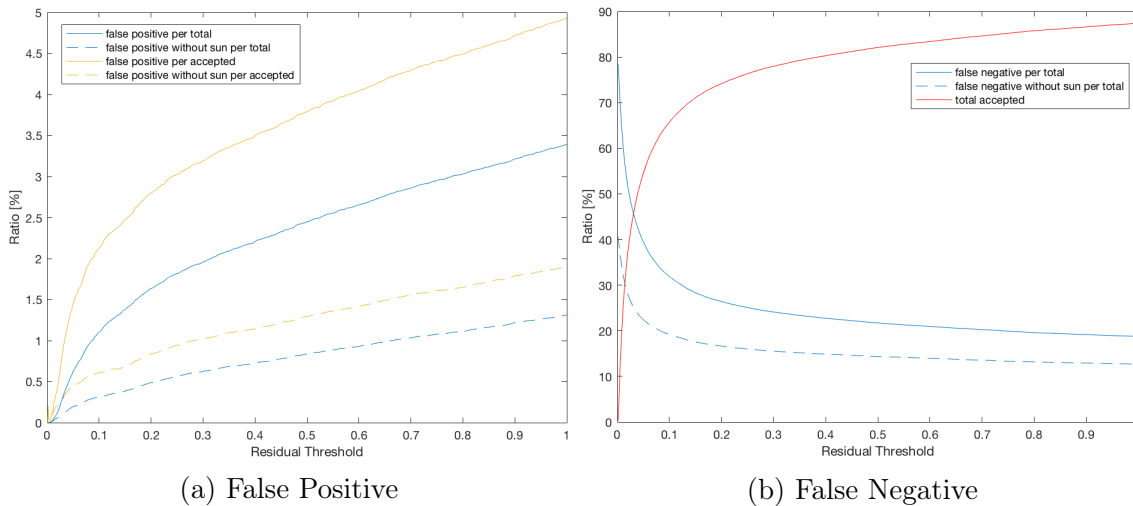 5
4.5
4
3.5
3
2.5
2
1.5
1
0.5
0
Ratio [%]
false positive per total
false positive without sun per total
false positive per accepted
false positive without sun per accepted
0 0.1 0.2 0.3 0.4 0.5 0.6 0.7 0.8 0.9 1
Residual Threshold
(a) False Positive
90
80
70
60
50
40
30
20
10
0
Ratio [%]
false negative per total
false negative without sun per total
total accepted
0 0.1 0.2 0.3 0.4 0.5 0.6 0.7 0.8 0.9
Residual Threshold
(b) False Negative